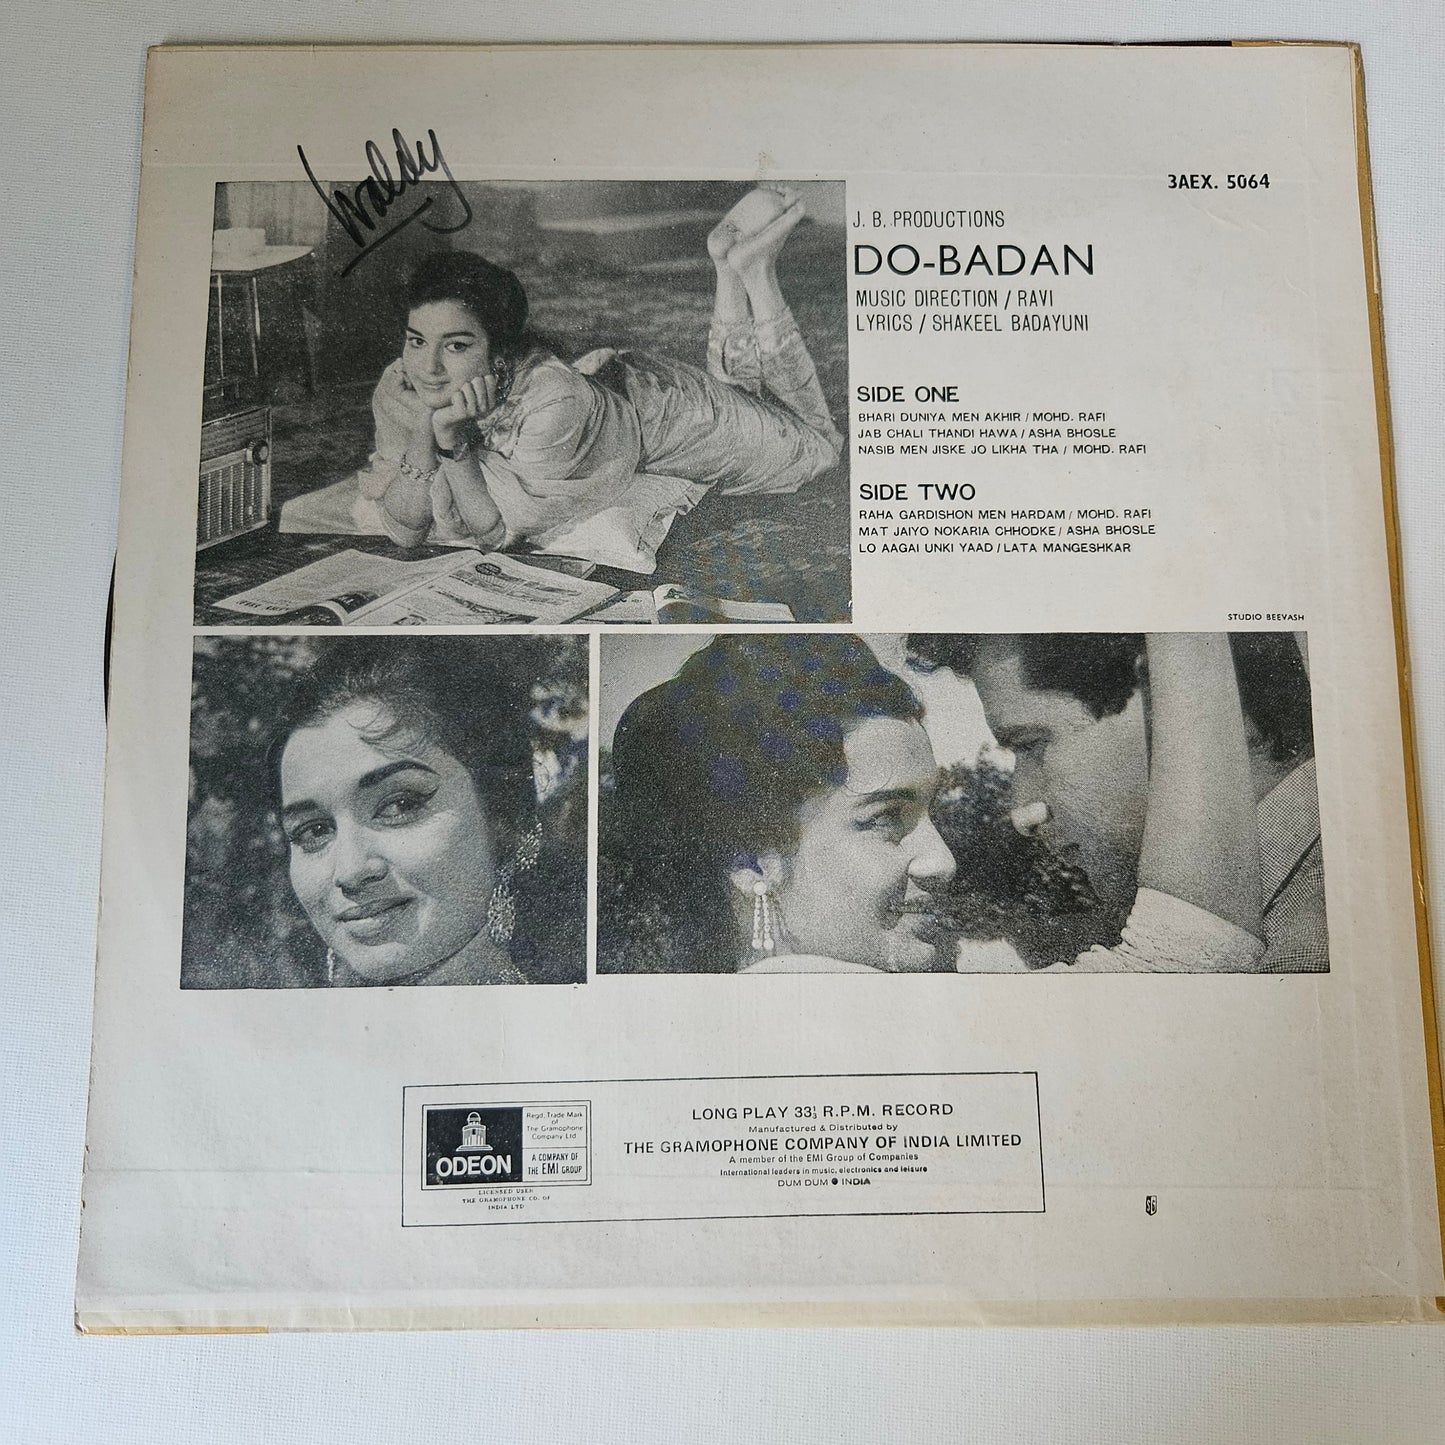 Waldy
3AEX. 5064
J. B. PRODUCTIONS
DO-BADAN
MUSIC DIRECTION / RAVI
LYRICS / SHAKEEL BADAYUNI
SIDE ONE
BHARI DUNIYA MEN AKHIR / MOHD. RAFI
JAB CHALI THANDI HAWA / ASHA BHOSLE
NASIB MEN JISKE JO LIKHA THA / MOHD. RAFI
SIDE TWO
RAHA GARDISHON MEN HARDAM / MOHD. RAFI
MAT JAIYO NOKARIA CHHODKE / ASHA BHOSLE
LO AAGAI UNKI YAAD / LATA MANGESHKAR
STUDIO BEEVASH
ODEON
Regd. Trade Mark
of
The Gramophone
Company Ltd
A COMPANY OF
THE EMI GROUP
LICENSED USER
THE GRAMOPHONE CO. OF
INDIA LTD
LONG PLAY 33⅓ R.P.M. RECORD
Manufactured & Distributed by
THE GRAMOPHONE COMPANY OF INDIA LIMITED
A member of the EMI Group of Companies
International leaders in music, electronics and leisure
DUM DUM ● INDIA
SG